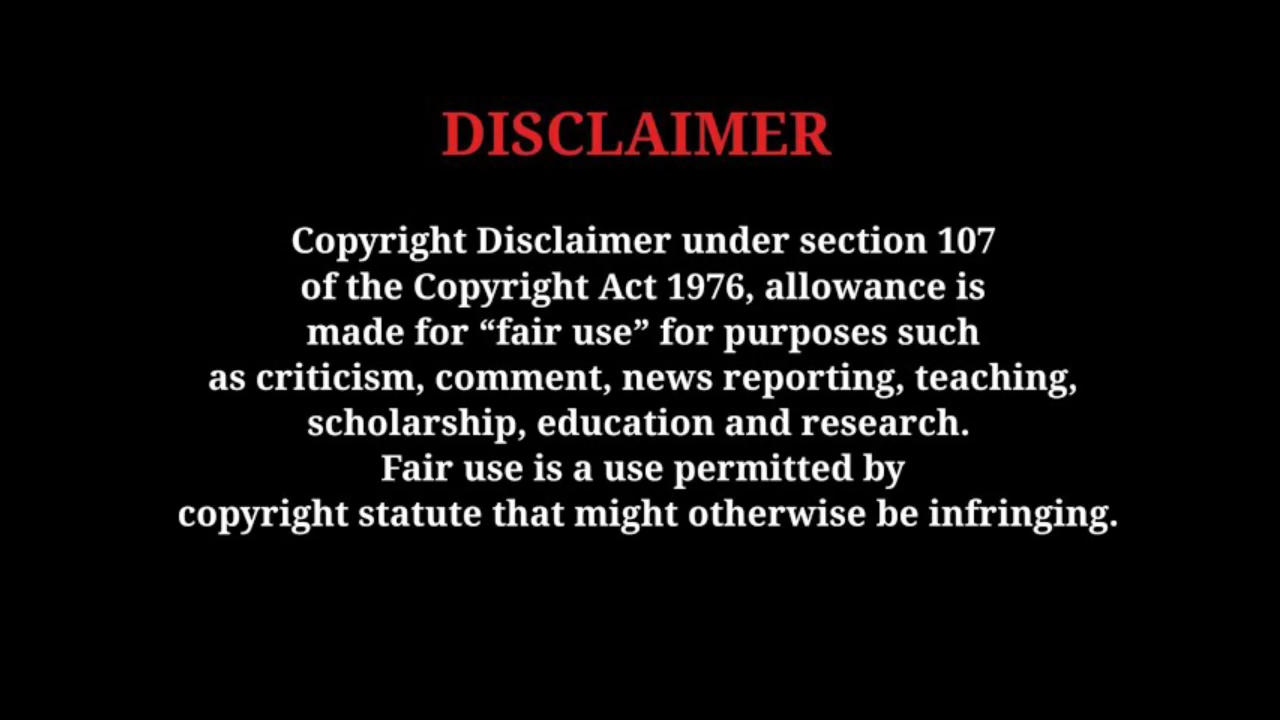 DISCLAIMER
Copyright Disclaimer under section 107
of the Copyright Act 1976, allowance is
made for “fair use” for purposes such
as criticism, comment, news reporting, teaching,
scholarship, education and research.
Fair use is a use permitted by
copyright statute that might otherwise be infringing.